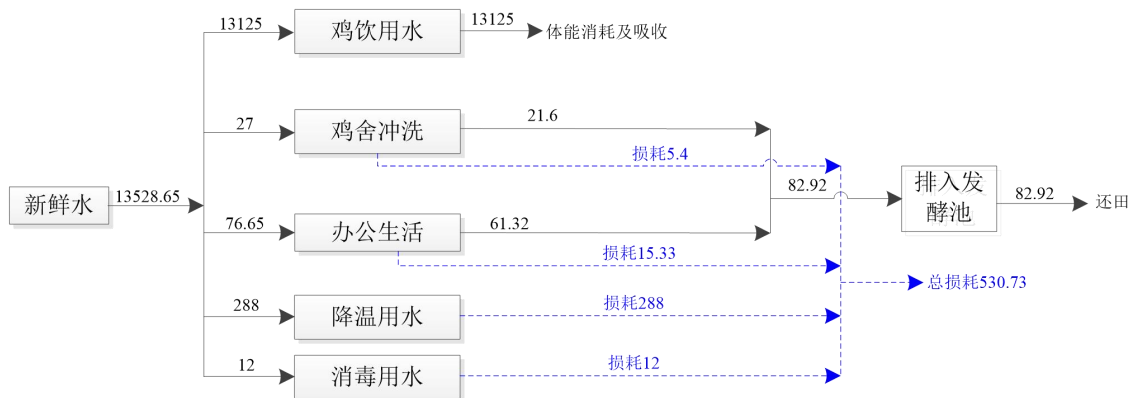 13125
鸡饮用水
13125
体能消耗及吸收
27
鸡舍冲洗
21.6
损耗5.4
新鲜水
13528.65
82.92
排入发
酵池
82.92
还田
76.65
办公生活
61.32
损耗15.33
总损耗530.73
288
降温用水
损耗288
12
消毒用水
损耗12